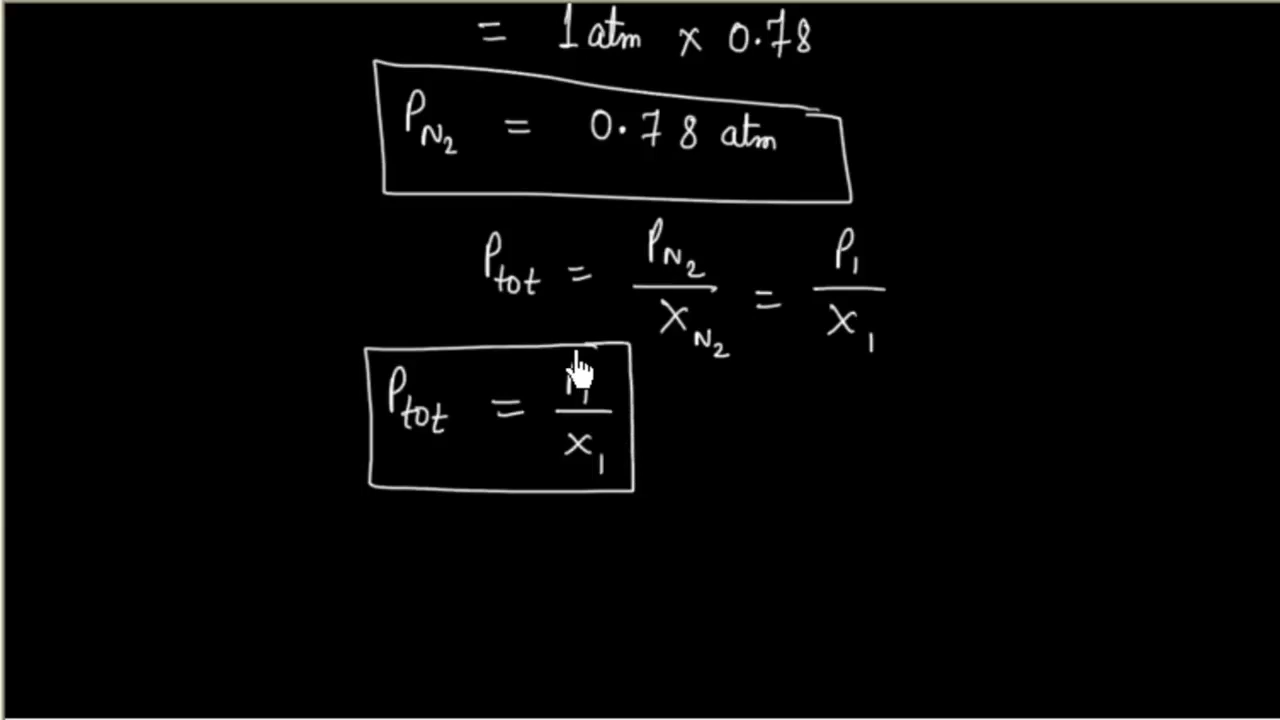 = 1 atm x 0.78
P_N2 = 0.78 atm
P_tot = P_N2 / X_N2 = P_1 / X_1
P_tot = / X_1